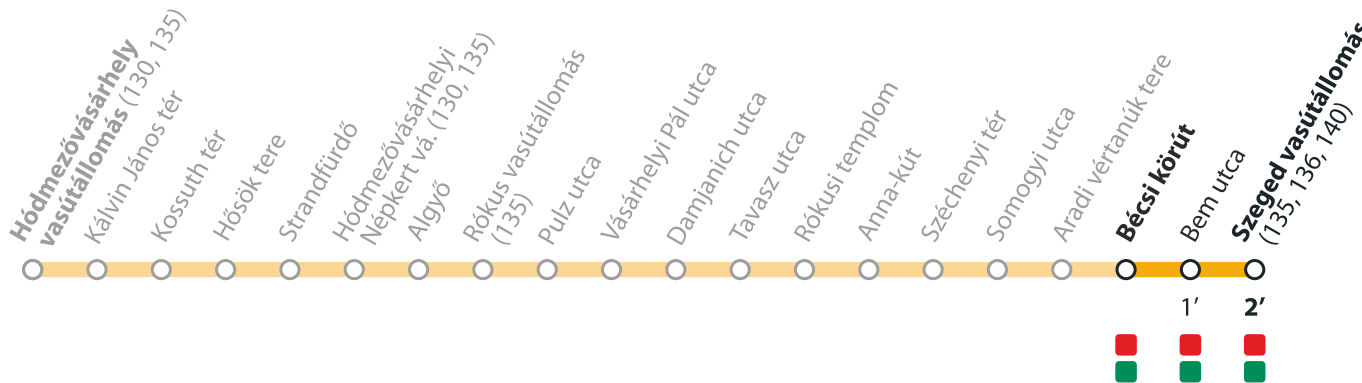 Hódmezővásárhely
vasútállomás (130, 135)
Kálvin János tér
Kossuth tér
Hősök tere
Strandfürdő
Hódmezővásárhelyi
Népkert vá. (130, 135)
Algyő
Rókus vasútállomás
(135)
Pulz utca
Vásárhelyi Pál utca
Damjanich utca
Tavasz utca
Rókusi templom
Anna-kút
Széchenyi tér
Somogyi utca
Aradi vértanúk tere
Bécsi körút
Bem utca
Szeged vasútállomás
(135, 136, 140)
1’
2’